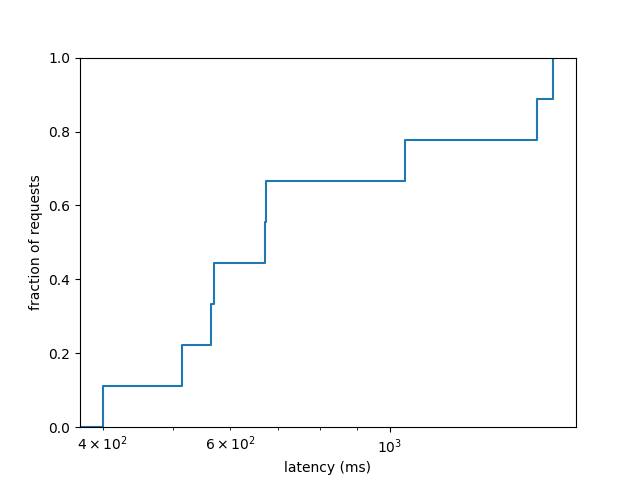 1.0
0.8
0.6
0.4
0.2
0.0
fraction of requests
4 × 10² 6 × 10² 10³
latency (ms)